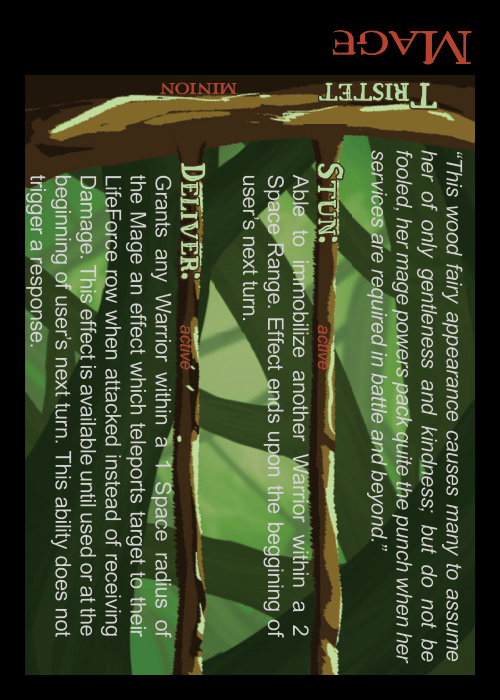 MAGE
TRISTET
MINION
“This wood fairy appearance causes many to assume
her of only gentleness and kindness; but do not be
fooled, her mage powers pack quite the punch when her
services are required in battle and beyond.”
STUN:
active
Able to immobilize another Warrior within a 2
Space Range. Effect ends upon the beggining of
user's next turn.
DELIVER:
active
Grants any Warrior within a 1 Space radius of
the Mage an effect which teleports target to their
LifeForce row when attacked instead of receiving
Damage. This effect is available until used or at the
beginning of user's next turn. This ability does not
trigger a response.